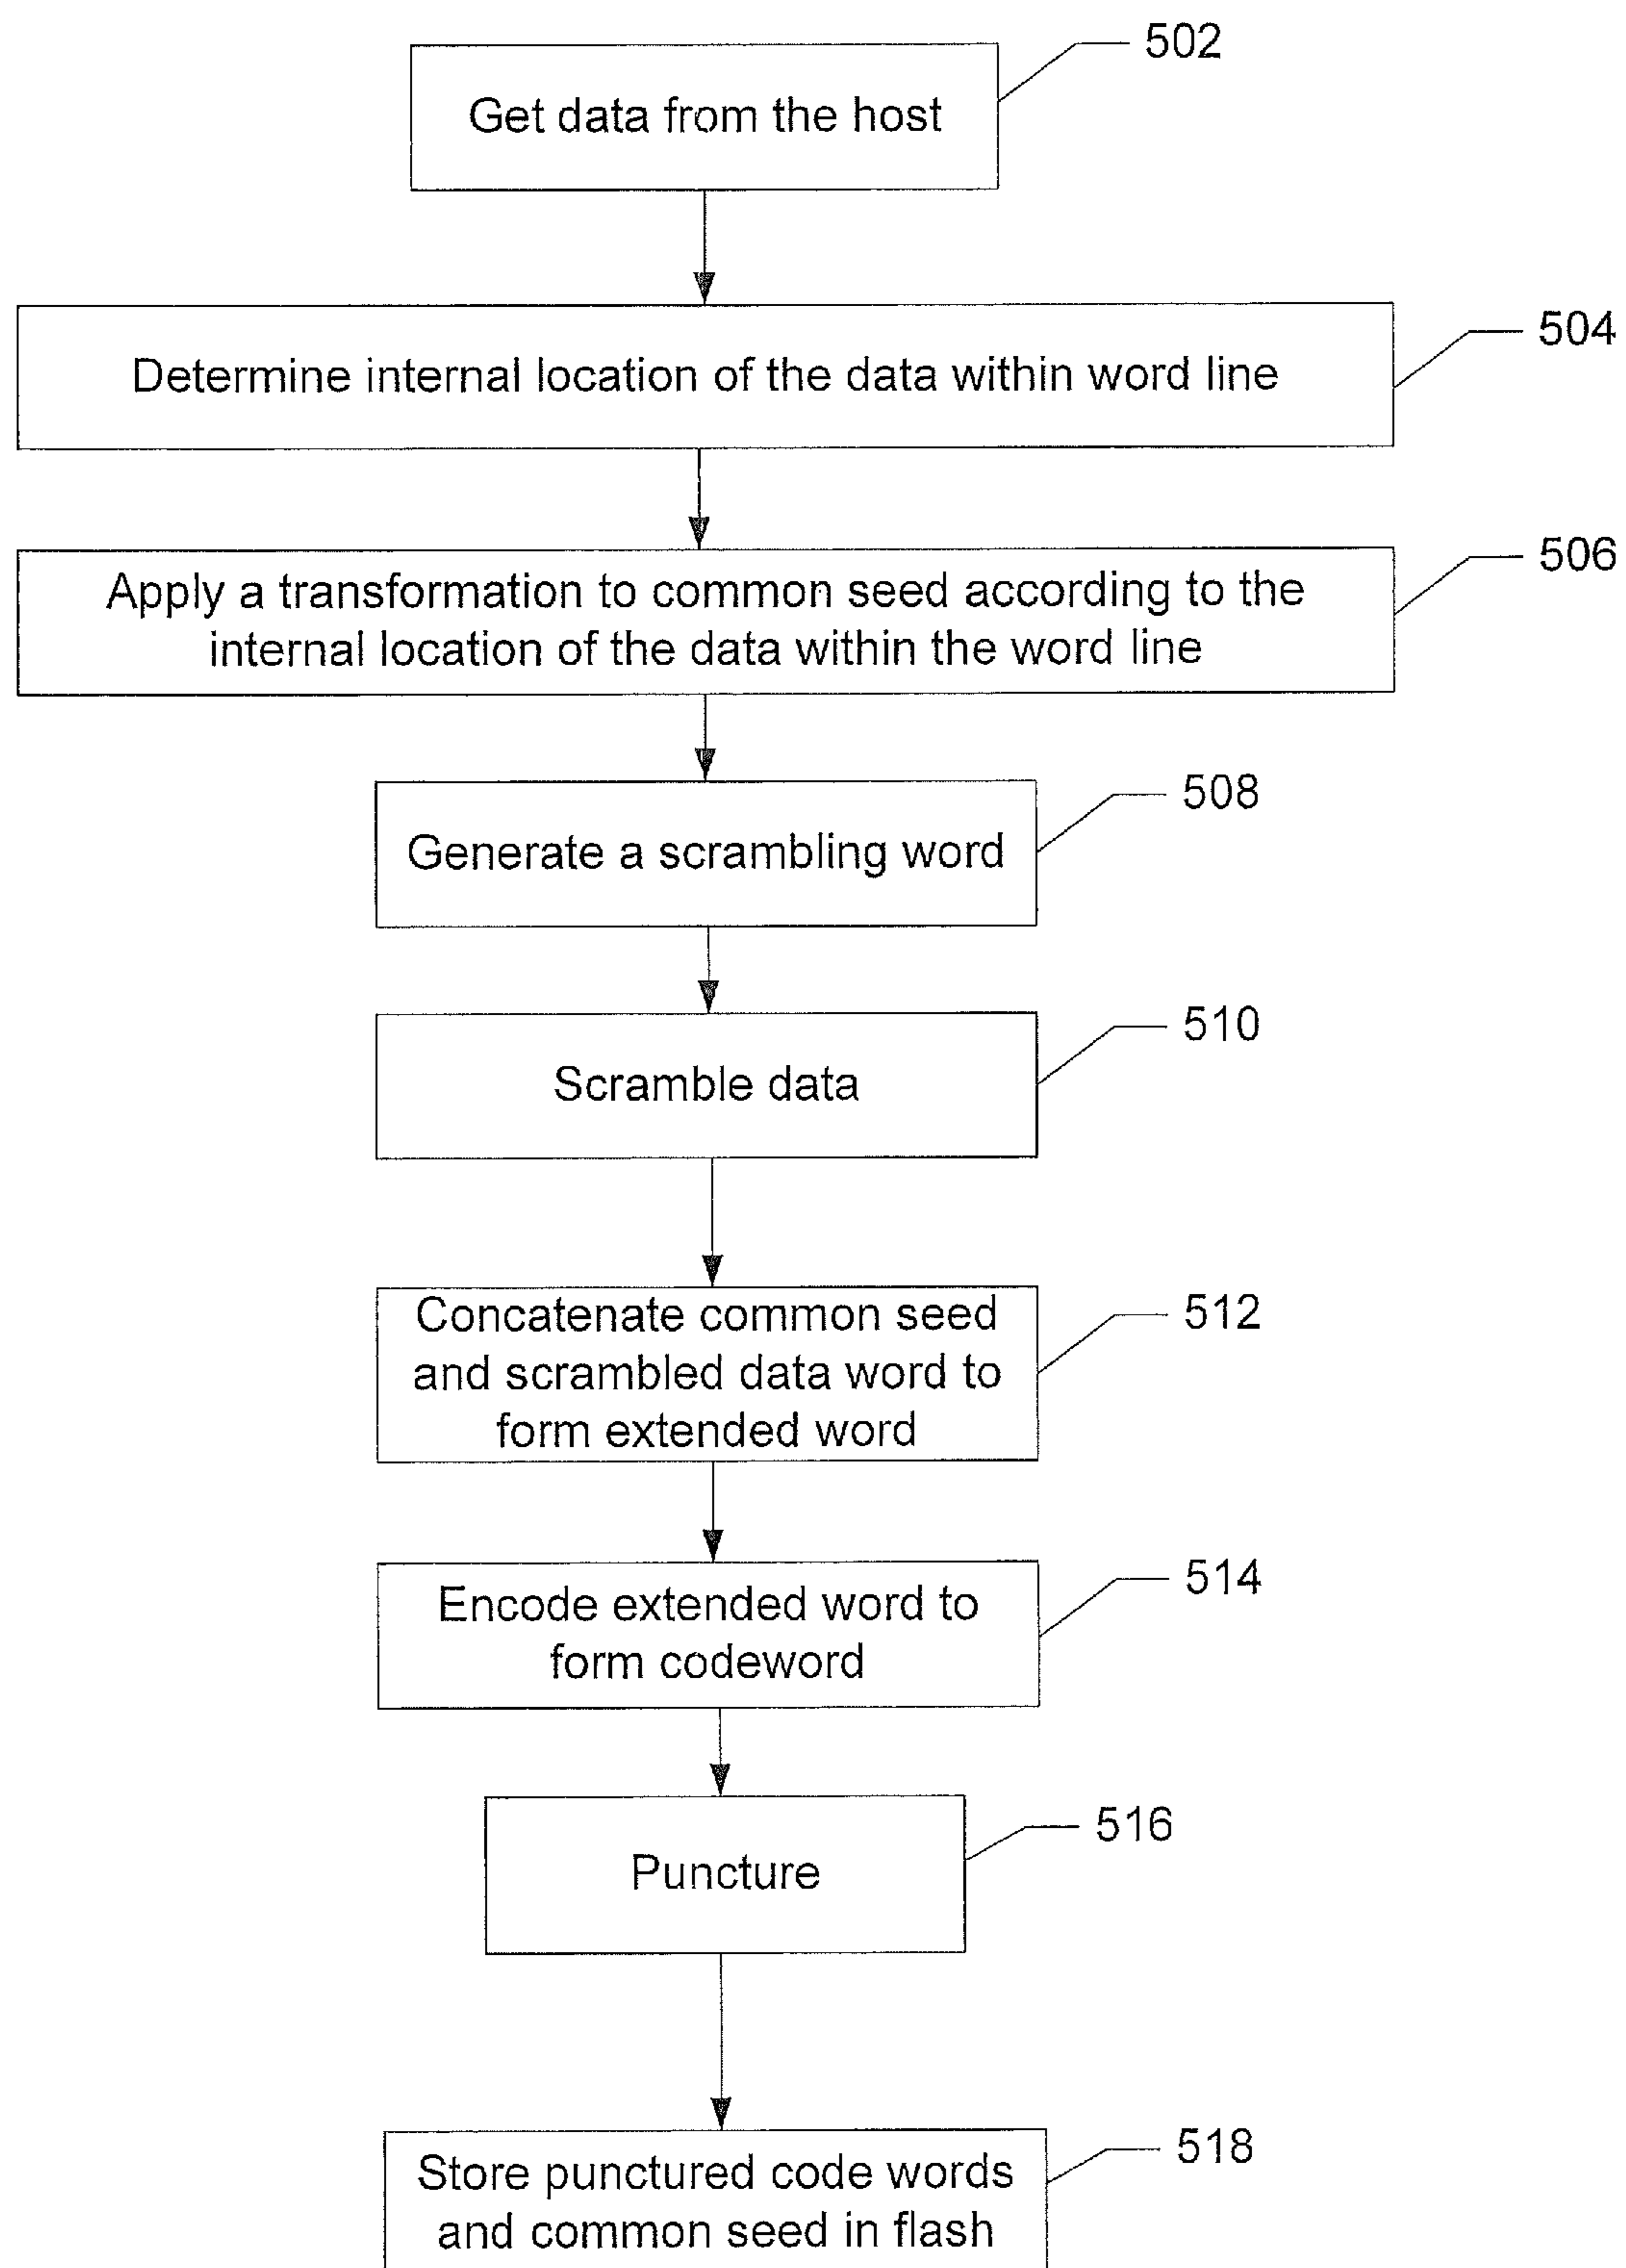 502
Get data from the host
504
Determine internal location of the data within word line
506
Apply a transformation to common seed according to the
internal location of the data within the word line
508
Generate a scrambling word
510
Scramble data
512
Concatenate common seed
and scrambled data word to
form extended word
514
Encode extended word to
form codeword
516
Puncture
518
Store punctured code words
and common seed in flash